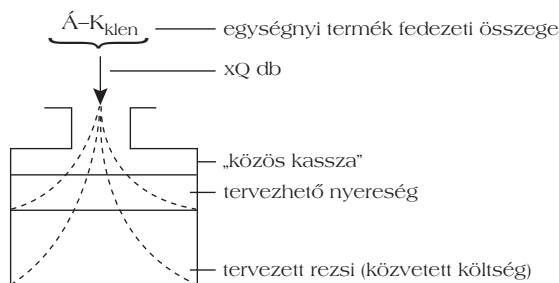 Á–Kklen egységnyi termék fedezeti összege
xQ db
„közös kassza”
tervezhető nyereség
tervezett rezsi (közvetett költség)